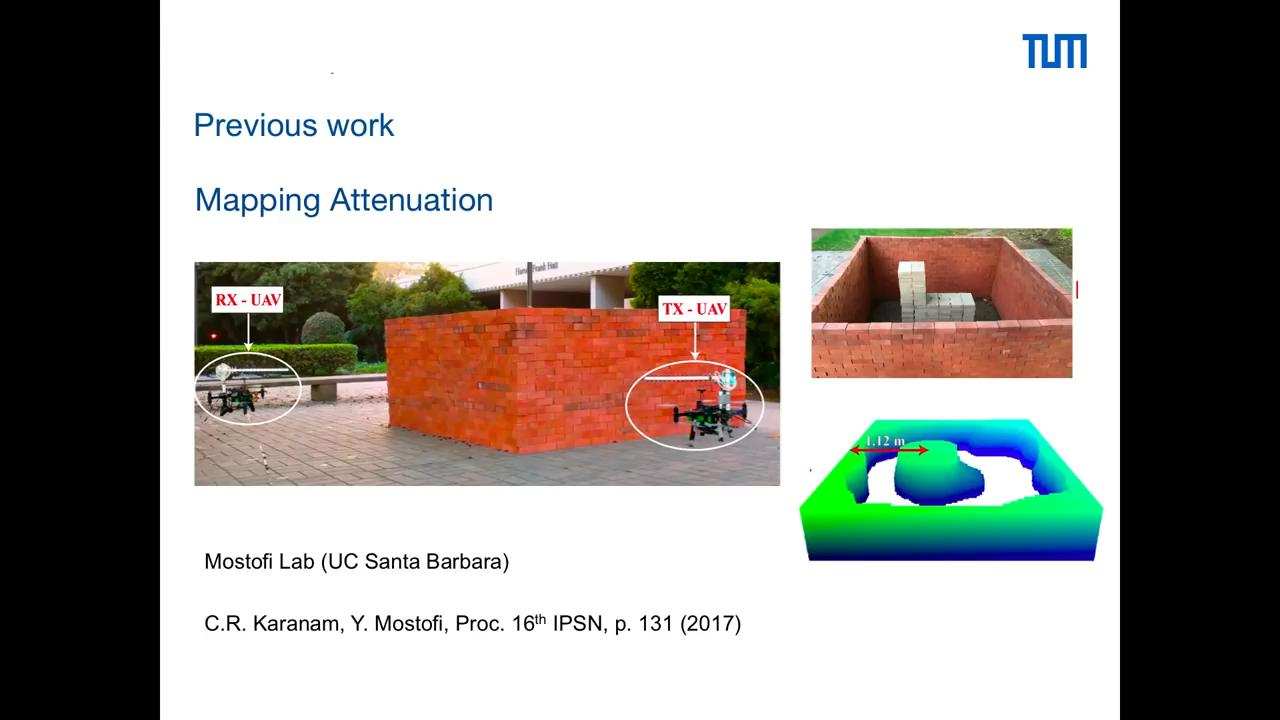 TUM
Previous work
Mapping Attenuation
RX - UAV
TX - UAV
1.12 m
Mostofi Lab (UC Santa Barbara)
C.R. Karanam, Y. Mostofi, Proc. 16th IPSN, p. 131 (2017)